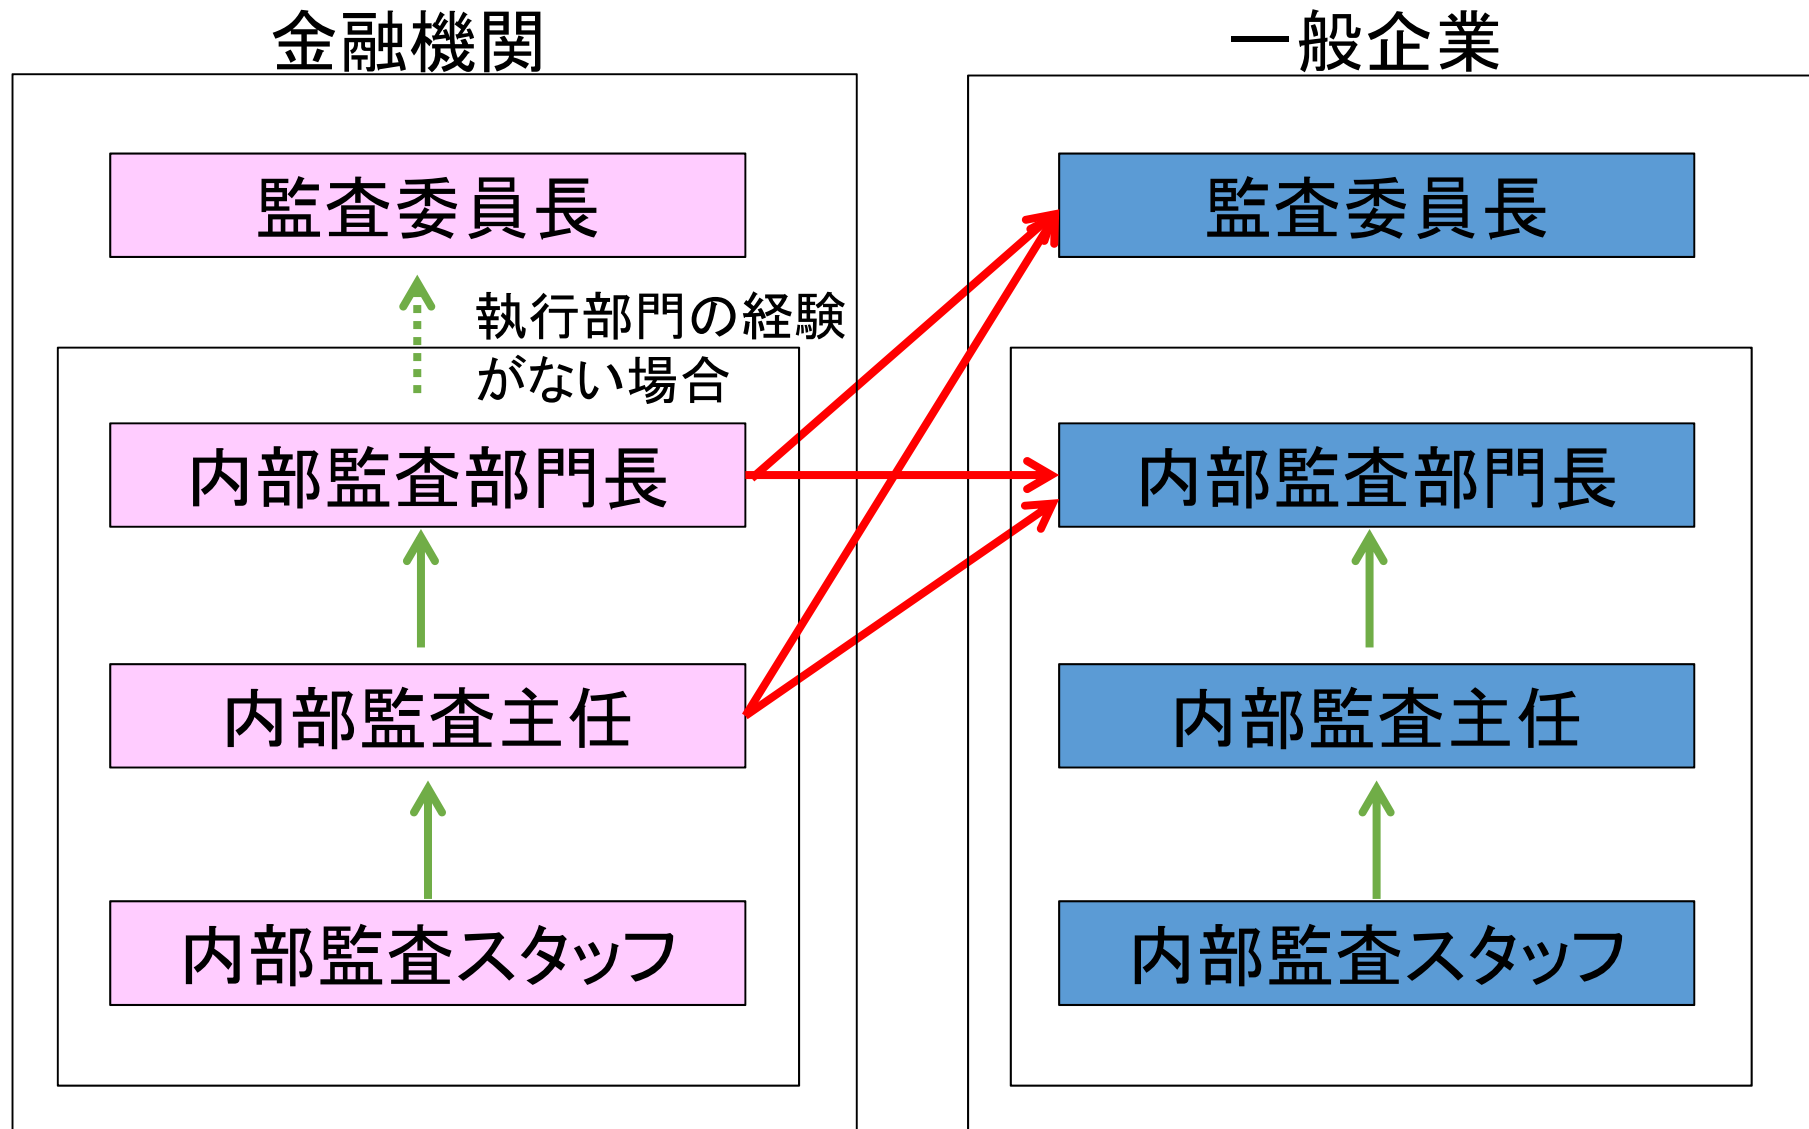 金融機関
一般企業
監査委員長
監査委員長
執行部門の経験
がない場合
内部監査部門長
内部監査部門長
内部監査主任
内部監査主任
内部監査スタッフ
内部監査スタッフ